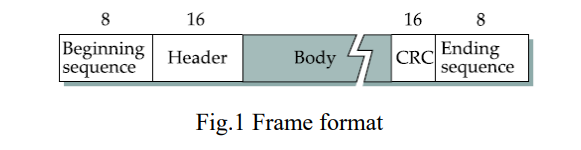 8 16 16 8
Beginning
sequence
Header
Body
CRC
Ending
sequence
Fig.1 Frame format